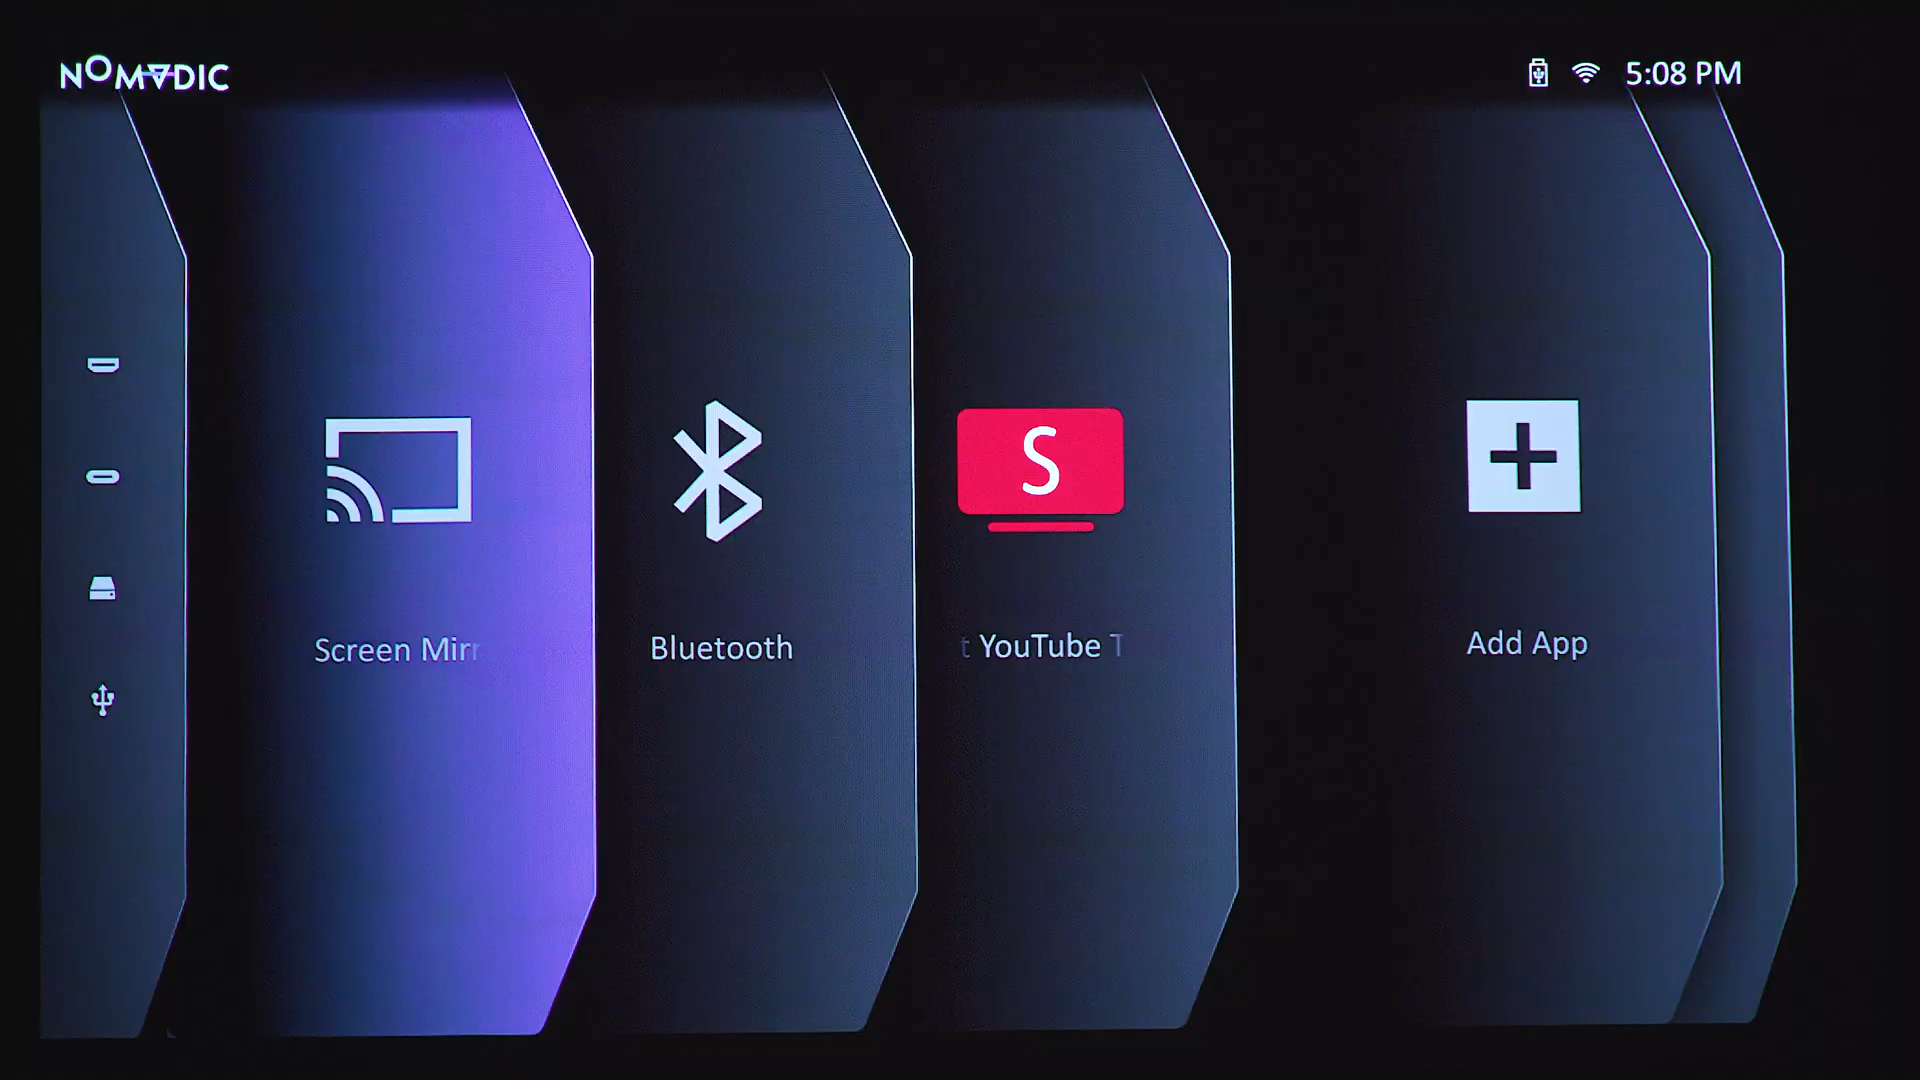 NOMADIC
5:08 PM
Screen Mirr
Bluetooth
S
t YouTube T
Add App